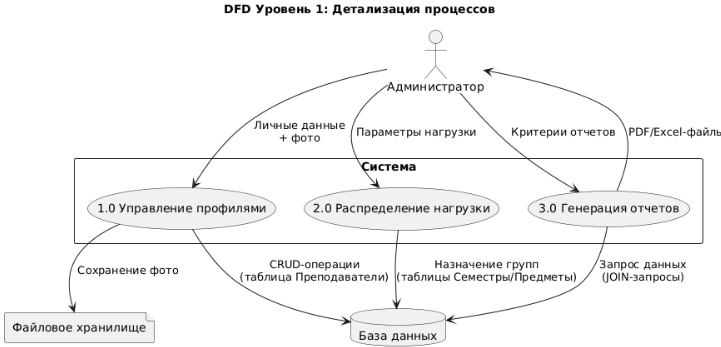 DFD Уровень 1: Детализация процессов
Администратор
Личные данные
+ фото
Параметры нагрузки
Критерии отчетов
PDF/Excel-файлы
Система
1.0 Управление профилями
2.0 Распределение нагрузки
3.0 Генерация отчетов
Сохранение фото
CRUD-операции
(таблица Преподаватели)
Назначение групп
(таблицы Семестры/Предметы)
Запрос данных
(JOIN-запросы)
Файловое хранилище
База данных